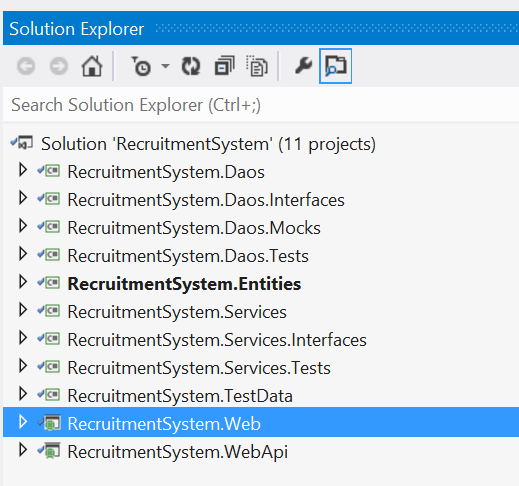 Solution Explorer
Search Solution Explorer (Ctrl+;)
Solution 'RecruitmentSystem' (11 projects)
RecruitmentSystem.Daos
RecruitmentSystem.Daos.Interfaces
RecruitmentSystem.Daos.Mocks
RecruitmentSystem.Daos.Tests
RecruitmentSystem.Entities
RecruitmentSystem.Services
RecruitmentSystem.Services.Interfaces
RecruitmentSystem.Services.Tests
RecruitmentSystem.TestData
RecruitmentSystem.Web
RecruitmentSystem.WebApi